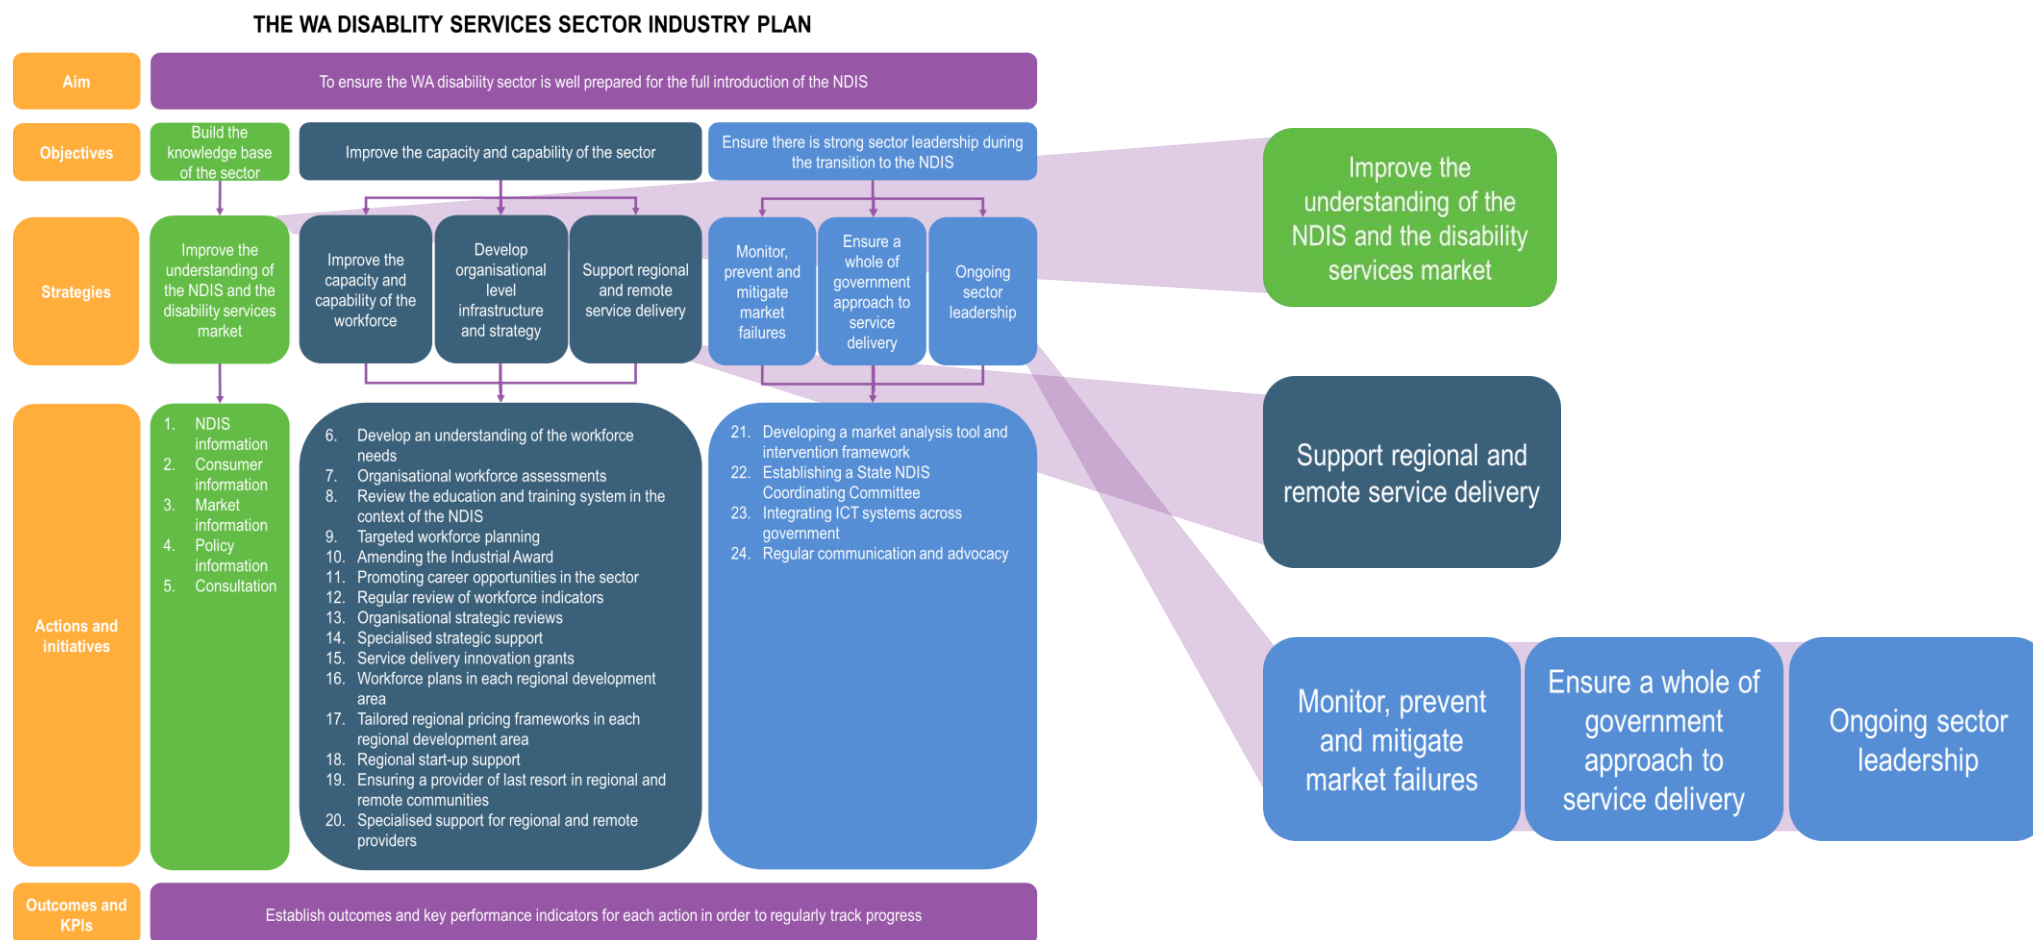 THE WA DISABLITY SERVICES SECTOR INDUSTRY PLAN
Aim
To ensure the WA disability sector is well prepared for the full introduction of the NDIS
Objectives
Build the
knowledge base
of the sector
Improve the capacity and capability of the sector
Ensure there is strong sector leadership during
the transition to the NDIS
Strategies
Improve the
understanding of
the NDIS and the
disability services
market
Improve the
capacity and
capability of the
workforce
Develop
organisational
level
infrastructure
and strategy
Support regional
and remote
service delivery
Monitor,
prevent and
mitigate
market
failures
Ensure a
whole of
government
approach to
service
delivery
Ongoing
sector
leadership
Actions and
initiatives
1. NDIS
information
2. Consumer
information
3. Market
information
4. Policy
information
5. Consultation
6. Develop an understanding of the workforce
needs
7. Organisational workforce assessments
8. Review the education and training system in the
context of the NDIS
9. Targeted workforce planning
10. Amending the Industrial Award
11. Promoting career opportunities in the sector
12. Regular review of workforce indicators
13. Organisational strategic reviews
14. Specialised strategic support
15. Service delivery innovation grants
16. Workforce plans in each regional development
area
17. Tailored regional pricing frameworks in each
regional development area
18. Regional start-up support
19. Ensuring a provider of last resort in regional and
remote communities
20. Specialised support for regional and remote
providers
21. Developing a market analysis tool and
intervention framework
22. Establishing a State NDIS
Coordinating Committee
23. Integrating ICT systems across
government
24. Regular communication and advocacy
Outcomes and
KPIs
Establish outcomes and key performance indicators for each action in order to regularly track progress
Improve the
understanding of the
NDIS and the disability
services market
Support regional and
remote service delivery
Monitor, prevent
and mitigate
market failures
Ensure a whole of
government
approach to
service delivery
Ongoing sector
leadership